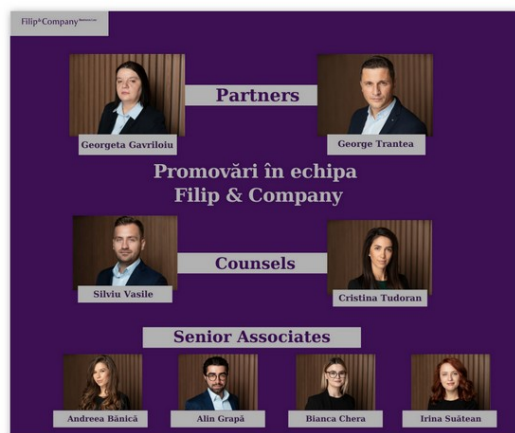 Filip & Company
Partners
Georgeta Gavriloiu
George Trantea
Promovări în echipa
Filip & Company
Counsels
Silviu Vasile
Cristina Tudoran
Senior Associates
Andreea Bănică
Alin Grapă
Bianca Chera
Irina Suătean